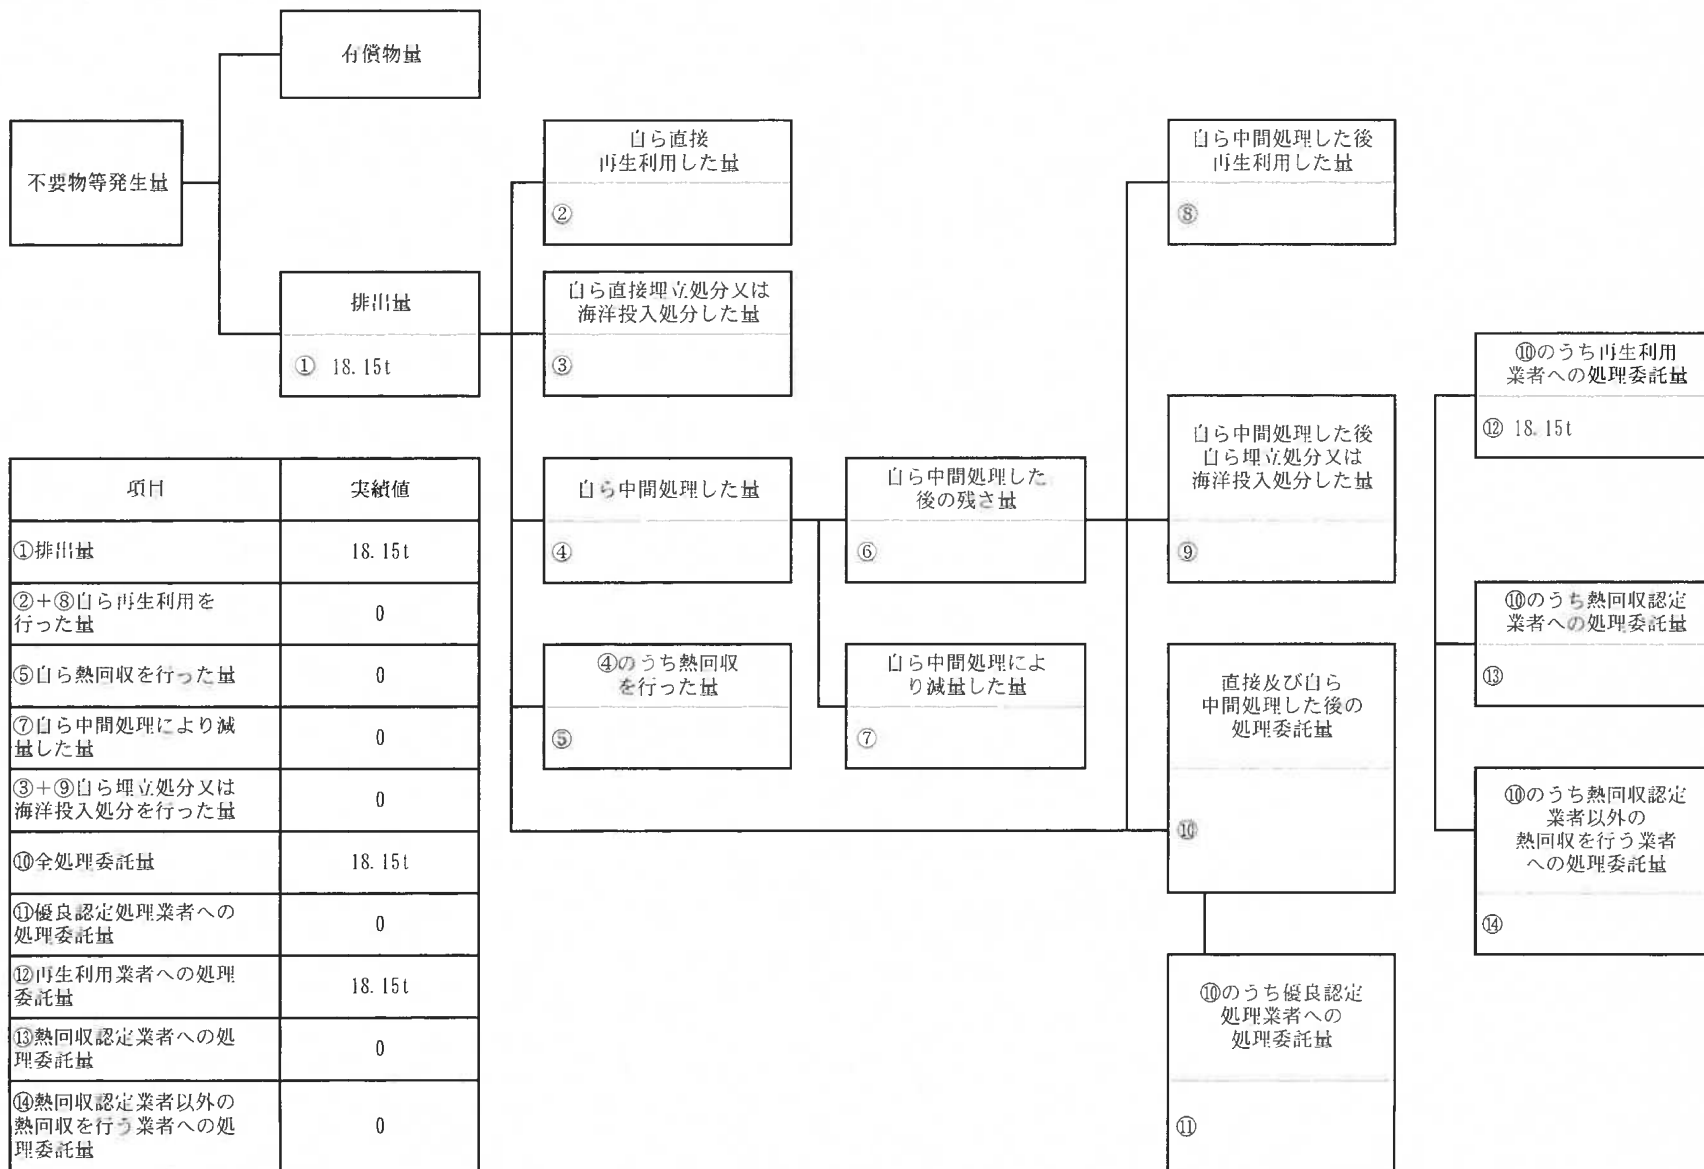 有償物量
不要物等発生量
排出量
① 18.15t
自ら直接
再生利用した量
②
自ら直接埋立処分又は
海洋投入処分した量
③
自ら中間処理した量
④
④のうち熱回収
を行った量
⑤
自ら中間処理した
後の残さ量
⑥
自ら中間処理によ
り減量した量
⑦
自ら中間処理した後
再生利用した量
⑧
自ら中間処理した後
自ら埋立処分又は
海洋投入処分した量
⑨
直接及び自ら
中間処理した後の
処理委託量
⑩
⑩のうち優良認定
処理業者への
処理委託量
⑪
⑩のうち再生利用
業者への処理委託量
⑫ 18.15t
⑩のうち熱回収認定
業者への処理委託量
⑬
⑩のうち熱回収認定
業者以外の
熱回収を行う業者
への処理委託量
⑭
項目 実績値
①排出量 18.15t
②+⑧自ら再生利用を
行った量 0
⑤自ら熱回収を行った量 0
⑦自ら中間処理により減
量した量 0
③+⑨自ら埋立処分又は
海洋投入処分を行った量 0
⑩全処理委託量 18.15t
⑪優良認定処理業者への
処理委託量 0
⑫再生利用業者への処理
委託量 18.15t
⑬熱回収認定業者への処
理委託量 0
⑭熱回収認定業者以外の
熱回収を行う業者への処
理委託量 0